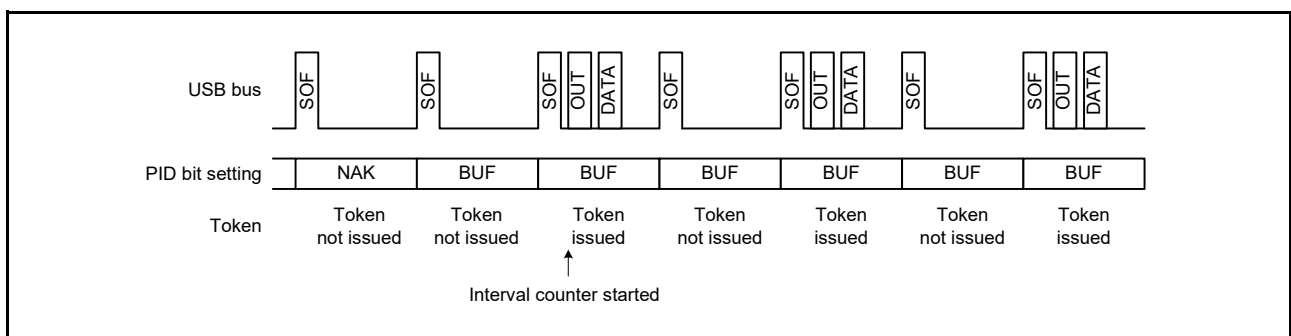 USB bus
SOF SOF SOF OUT DATA SOF SOF OUT DATA SOF SOF OUT DATA
PID bit setting NAK BUF BUF BUF BUF BUF BUF
Token Token Token Token Token Token Token Token
not issued not issued issued not issued issued not issued issued
Interval counter started